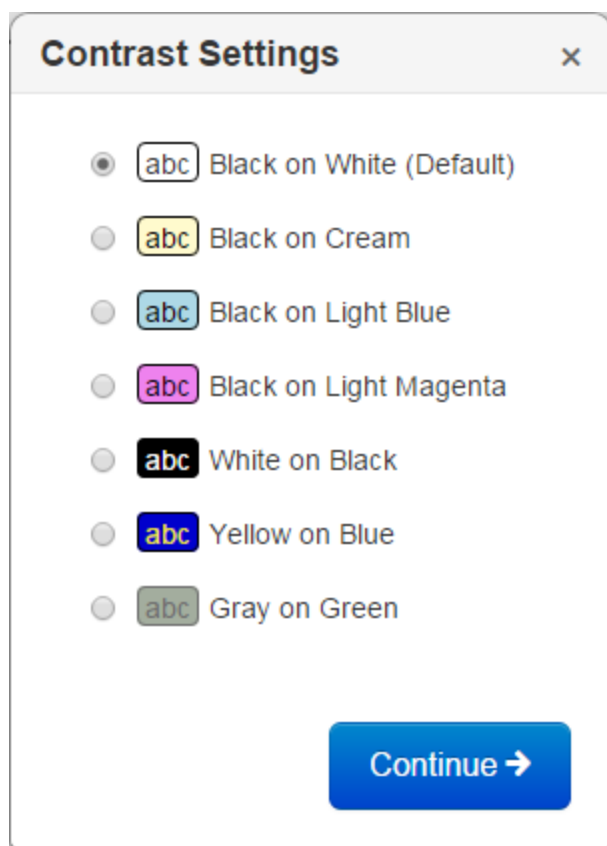 Contrast Settings ×
abc Black on White (Default)
abc Black on Cream
abc Black on Light Blue
abc Black on Light Magenta
abc White on Black
abc Yellow on Blue
abc Gray on Green
Continue →